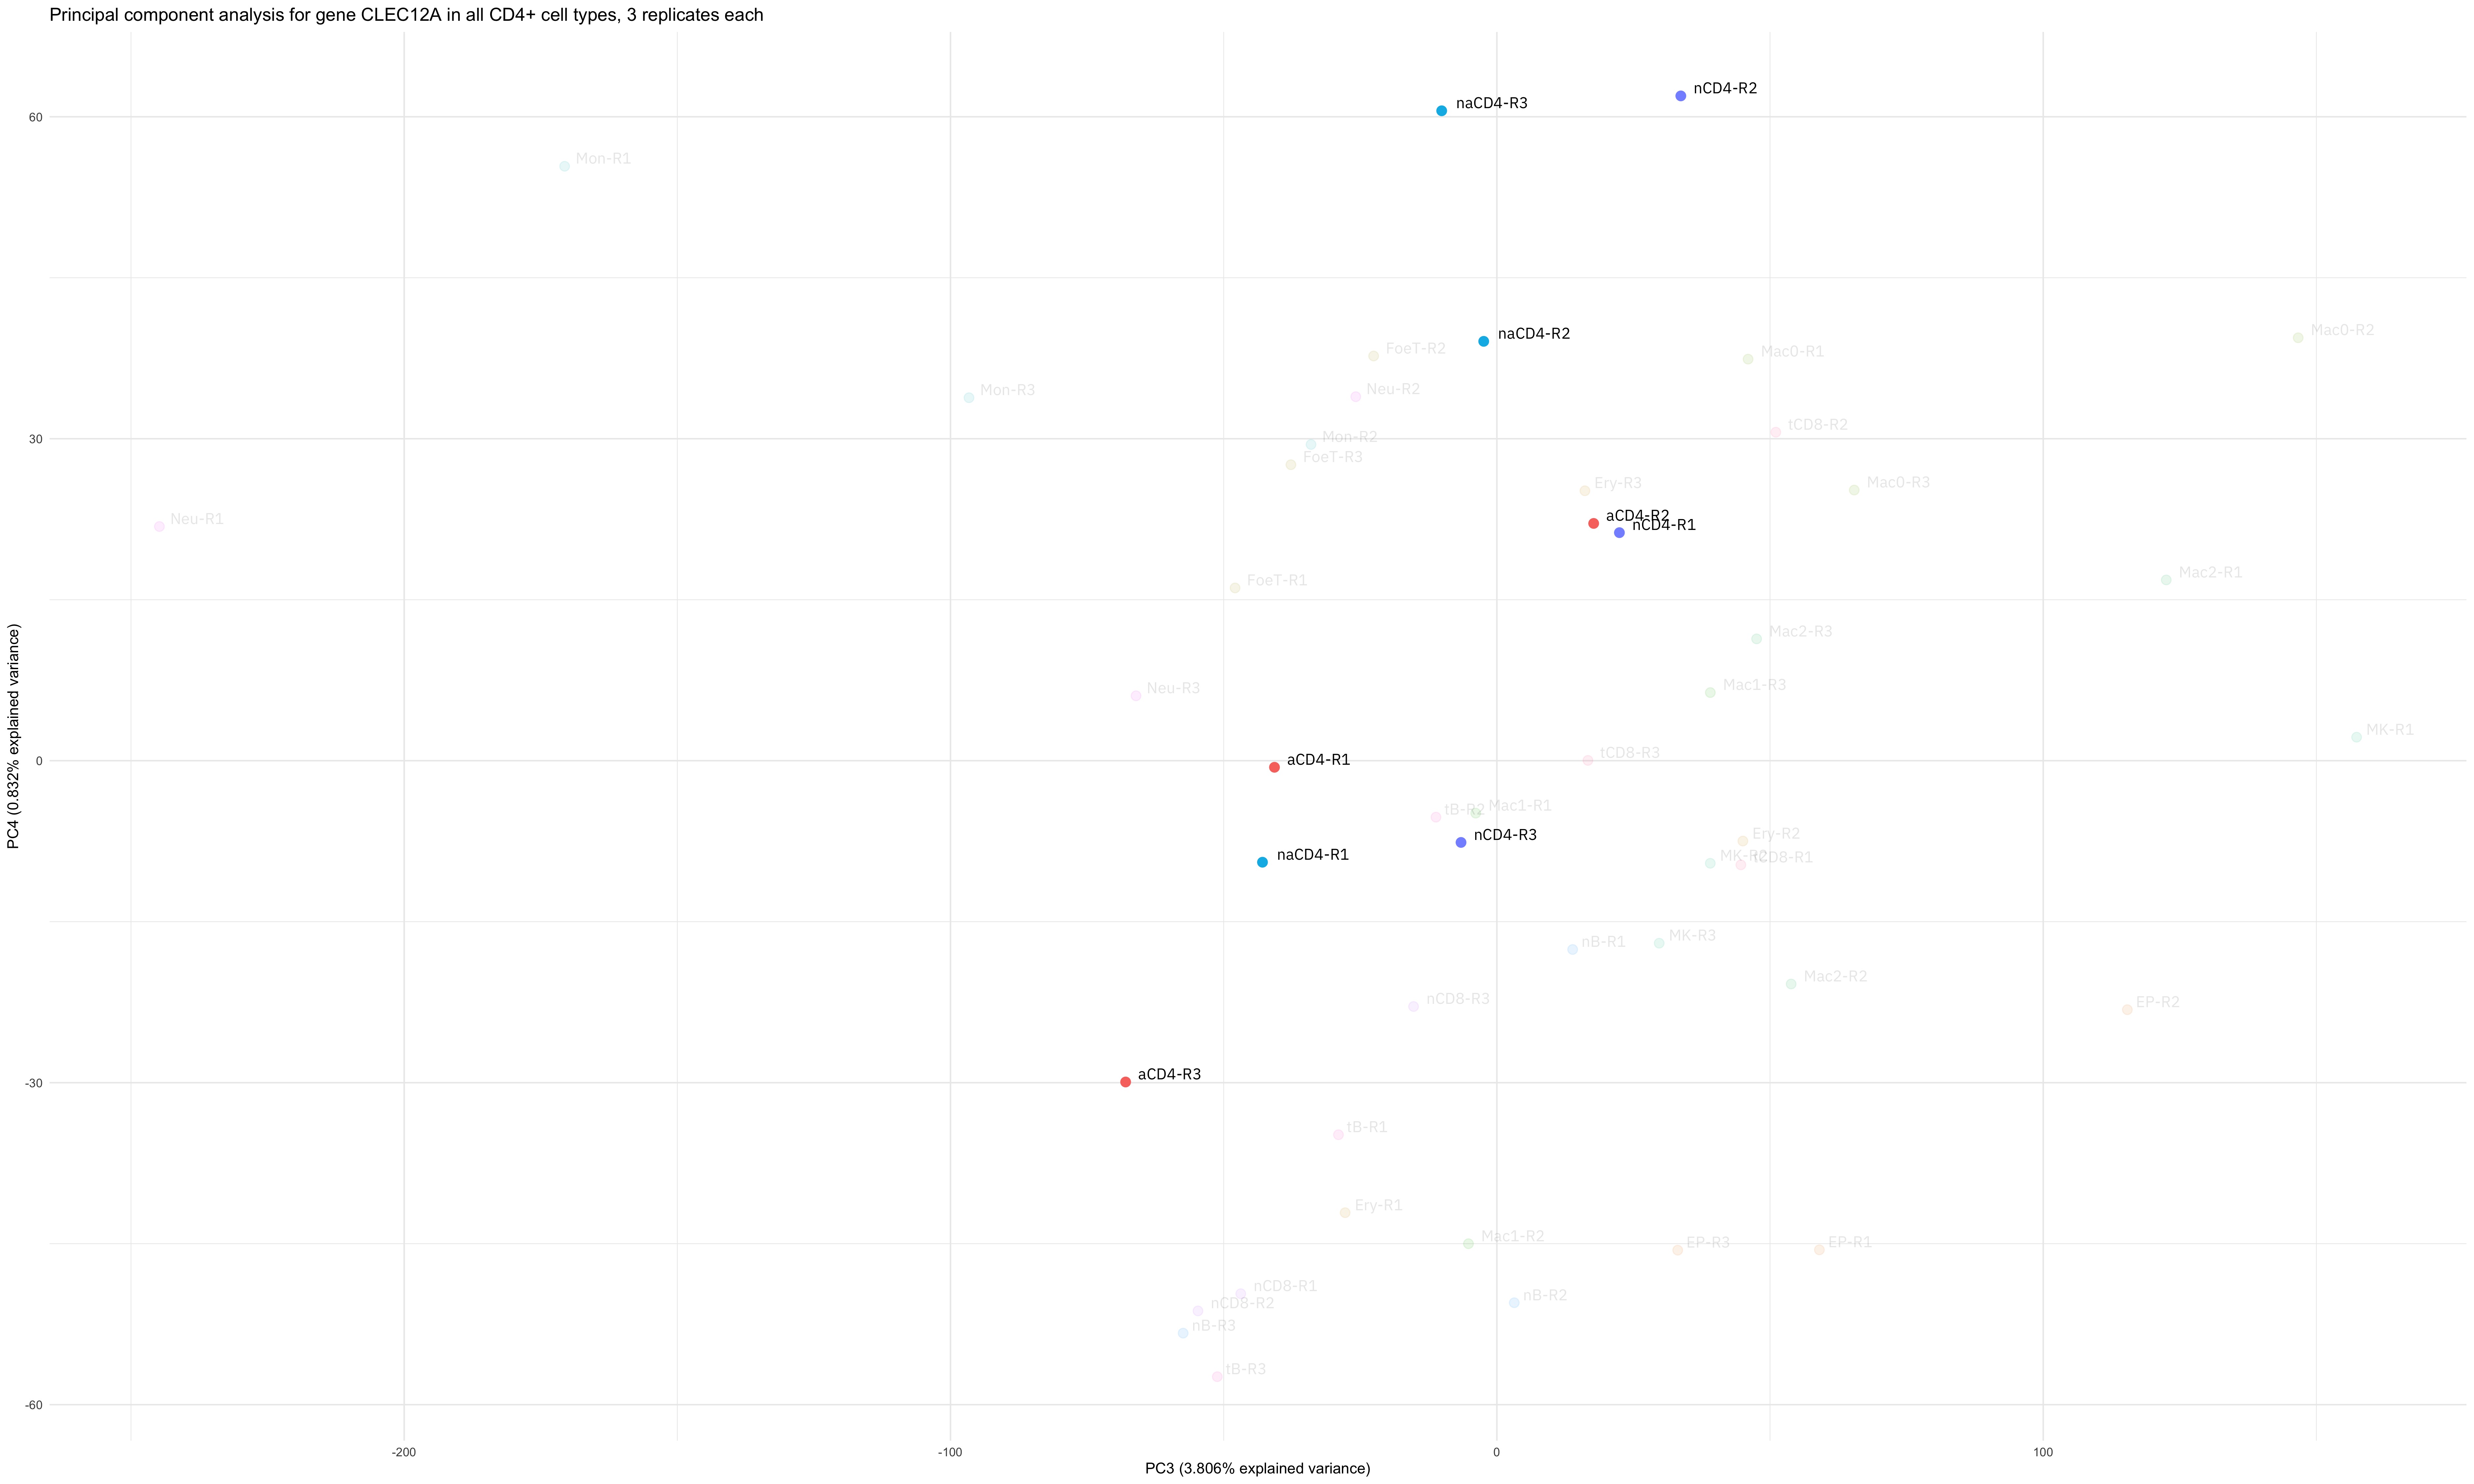 Principal component analysis for gene CLEC12A in all CD4+ cell types, 3 replicates each
nCD4-R2
naCD4-R3
60
Mon-R1
Mac0-R2
naCD4-R2
FoeT-R2
Mac0-R1
Neu-R2
Mon-R3
tCD8-R2
Mon-R2
30
FoeT-R3
Ery-R3
Mac0-R3
aCD4-R2
Neu-R1
nCD4-R1
Mac2-R1
FoeT-R1
Mac2-R3
Mac1-R3
Neu-R3
MK-R1
tCD8-R3
aCD4-R1
0
PC4 (0.832% explained variance)
tB-R2
Mac1-R1
nCD4-R3
Ery-R2
naCD4-R1
MK-R2
tCD8-R1
nB-R1
MK-R3
Mac2-R2
nCD8-R3
EP-R2
aCD4-R3
-30
tB-R1
Ery-R1
Mac1-R2
EP-R3
EP-R1
nCD8-R1
nB-R2
nCD8-R2
nB-R3
tB-R3
-60
-200
-100
0
100
PC3 (3.806% explained variance)